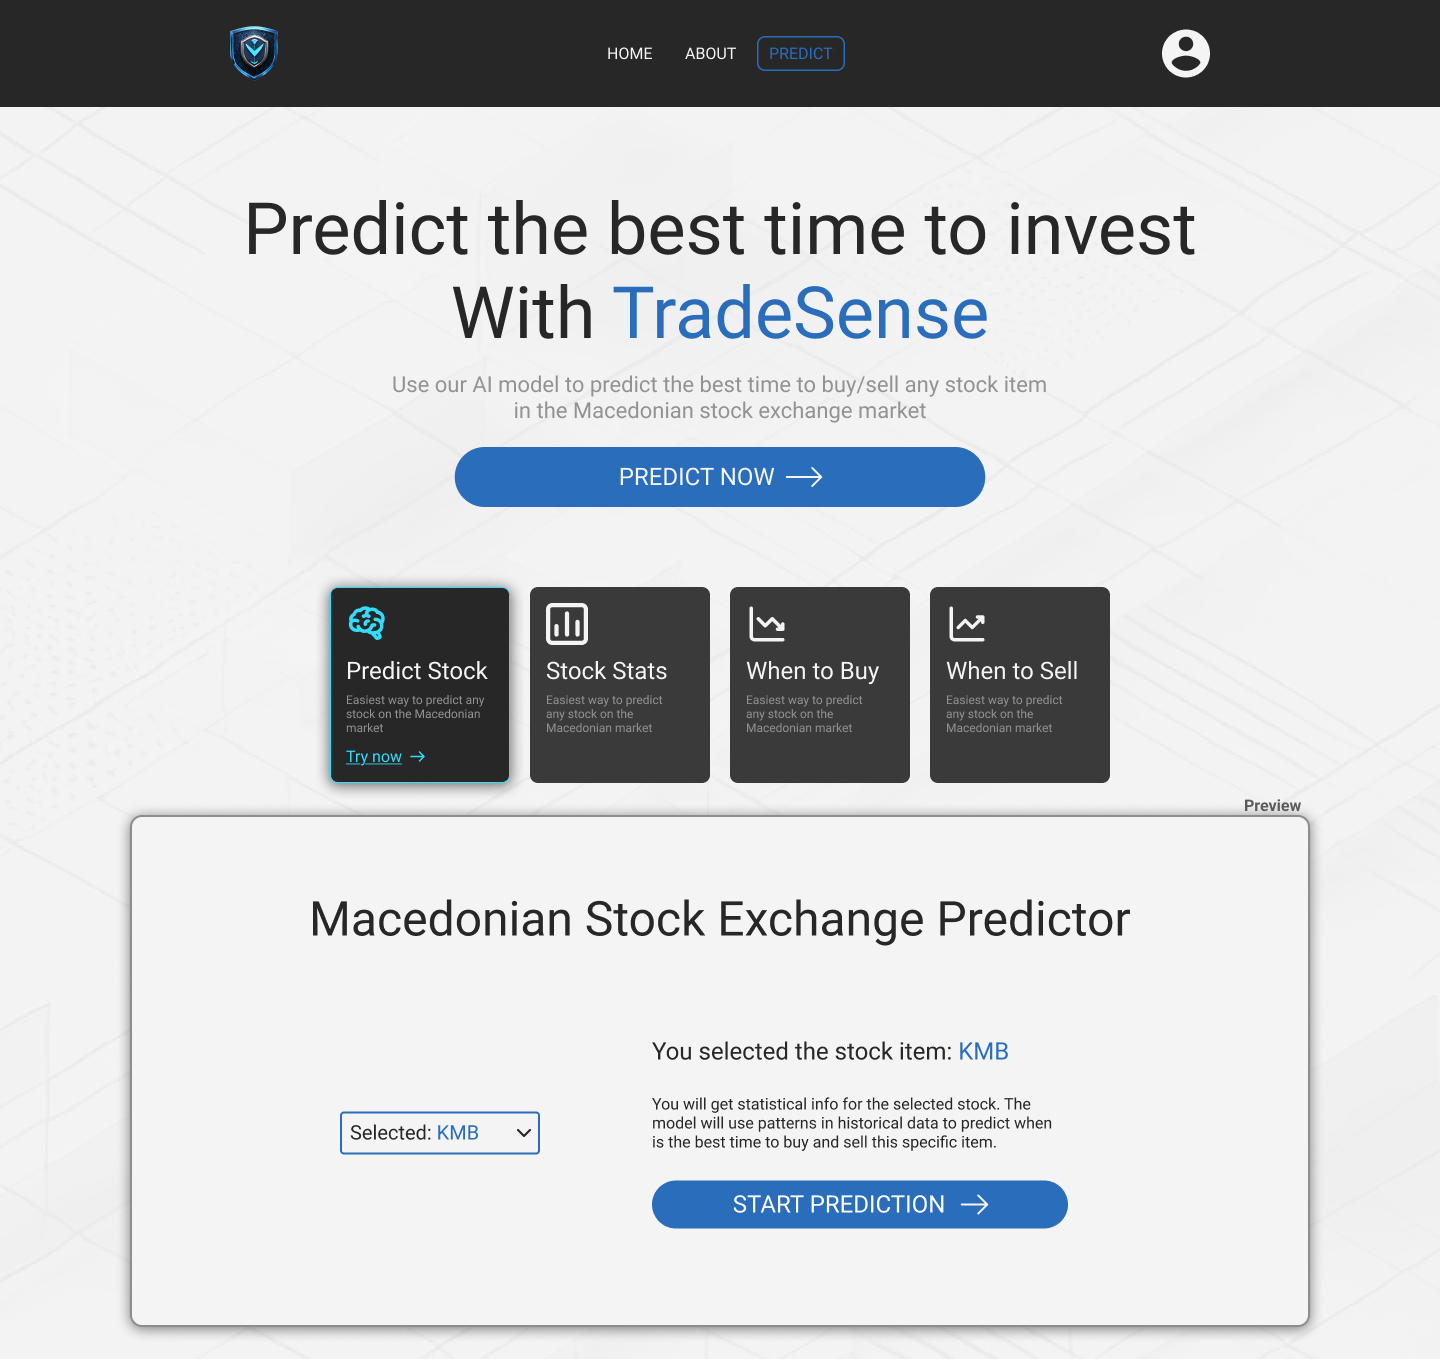 HOME
ABOUT
PREDICT
Predict the best time to invest
With TradeSense
Use our AI model to predict the best time to buy/sell any stock item
in the Macedonian stock exchange market
PREDICT NOW
Predict Stock
Easiest way to predict any
stock on the Macedonian
market
Try now
Stock Stats
Easiest way to predict
any stock on the
Macedonian market
When to Buy
Easiest way to predict
any stock on the
Macedonian market
When to Sell
Easiest way to predict
any stock on the
Macedonian market
Preview
Macedonian Stock Exchange Predictor
Selected: KMB
You selected the stock item: KMB
You will get statistical info for the selected stock. The
model will use patterns in historical data to predict when
is the best time to buy and sell this specific item.
START PREDICTION